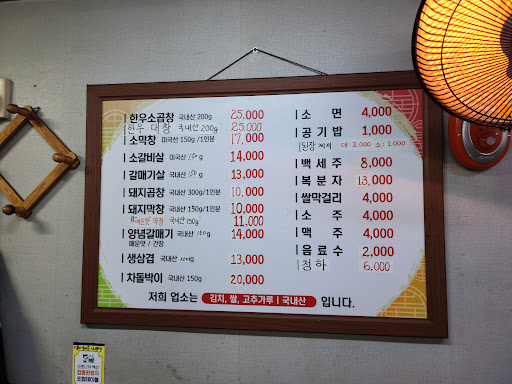 한우소곱창 국내산 200g 25,000
한우 대창 국내산 200g 25,000
소막창 미국산 150g /1인분 17,000
소갈비살 미국산 150g 14,000
갈매기살 국내산 150g 13,000
돼지곱창 국내산 300g/1인분 10,000
돼지막창 국내산 150g/1인분 10,000
매운맛 막창 국내산 150g 11,000
양념갈매기 180g 14,000
매운맛 / 간장
생삼겹 국내산 13,000
차돌박이 국내산 150g 20,000
소면 4,000
공기밥 1,000
된장찌개 대:2,000 소:1,000
백세주 8,000
복분자 13,000
쌀막걸리 4,000
소주 4,000
맥주 4,000
음료수 2,000
청하 6,000
저희 업소는 김치, 쌀, 고추가루 | 국내산 입니다.